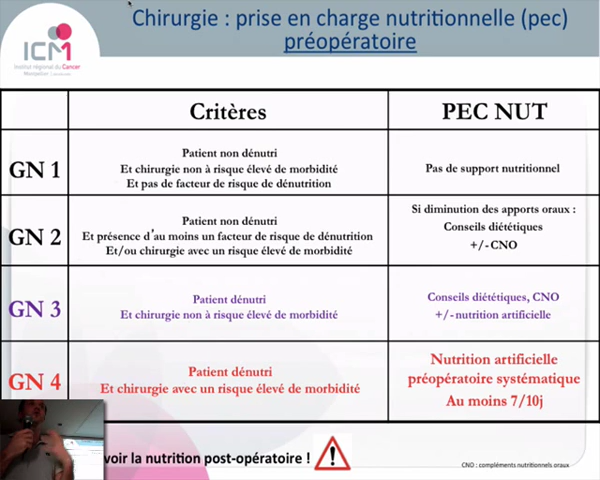 Chirurgie : prise en charge nutritionnelle (pec)
préopératoire
ICM
Institut régional du Cancer
Montpellier
Critères
PEC NUT
GN 1
Patient non dénutri
Et chirurgie non à risque élevé de morbidité
Et pas de facteur de risque de dénutrition
Pas de support nutritionnel
GN 2
Patient non dénutri
Et présence d'au moins un facteur de risque de dénutrition
Et/ou chirurgie avec un risque élevé de morbidité
Si diminution des apports oraux :
Conseils diététiques
+/- CNO
GN 3
Patient dénutri
Et chirurgie non à risque élevé de morbidité
Conseils diététiques, CNO
+/- nutrition artificielle
GN 4
Patient dénutri
Et chirurgie avec un risque élevé de morbidité
Nutrition artificielle
préopératoire systématique
Au moins 7/10j
voir la nutrition post-opératoire !
CNO : compléments nutritionnels oraux